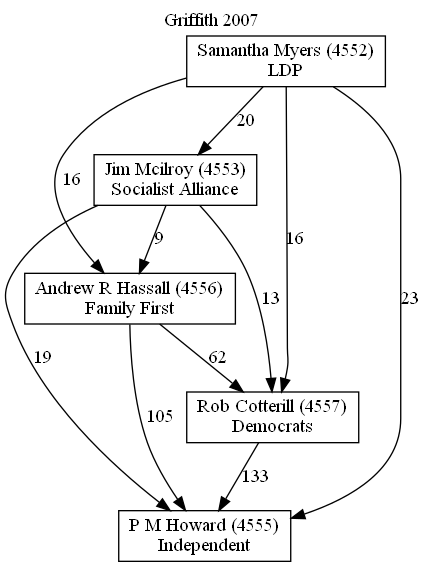 Griffith 2007
Samantha Myers (4552)
LDP
20
Jim Mcilroy (4553)
Socialist Alliance
16
9
16
Andrew R Hassall (4556)
Family First
13
23
19
62
Rob Cotterill (4557)
Democrats
105
133
P M Howard (4555)
Independent